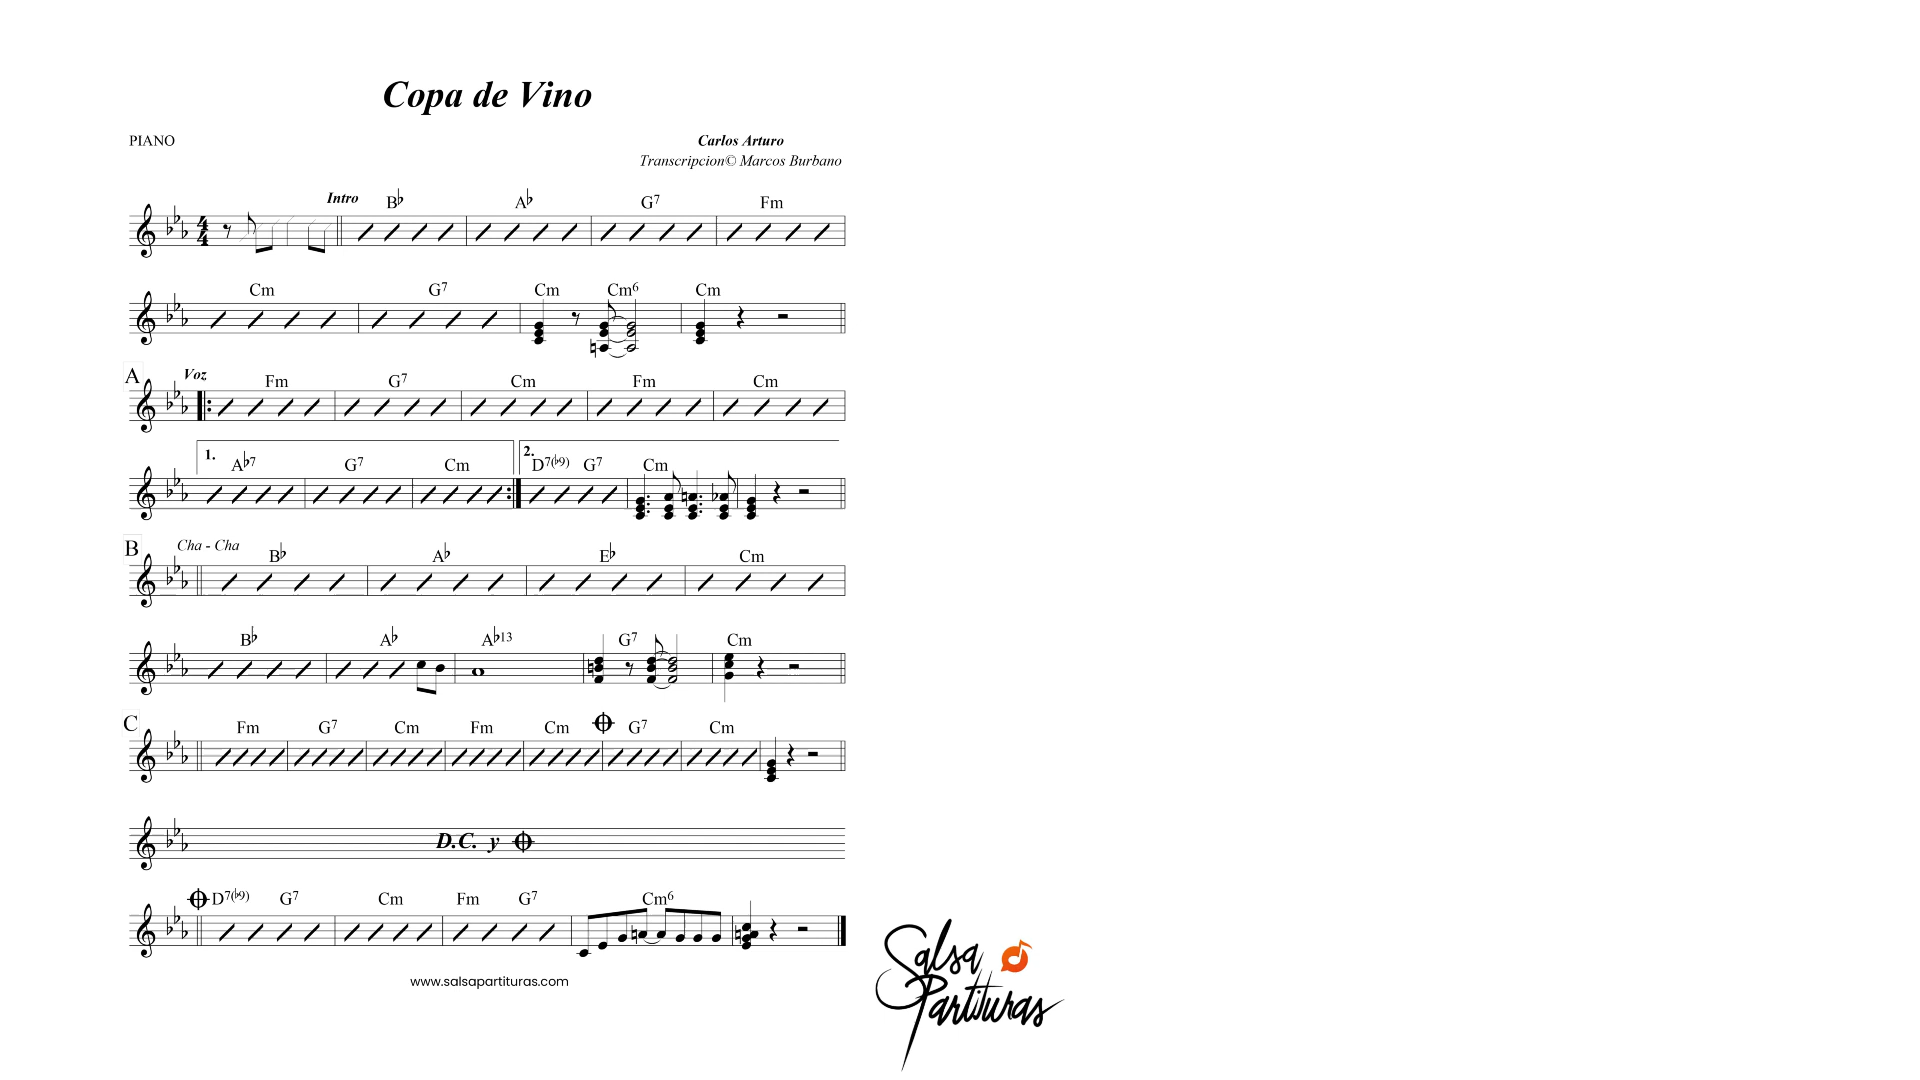 Copa de Vino
PIANO
Carlos Arturo
Transcripcion© Marcos Burbano
Intro B♭ A♭ G7 Fm
4/4
Cm G7 Cm Cm6 Cm
A Voz Fm G7 Cm Fm Cm
1. A♭7 G7 Cm 2. D7(♭9) G7 Cm
B Cha - Cha B♭ A♭ E♭ Cm
B♭ A♭ A♭13 G7 Cm
C Fm G7 Cm Fm Cm G7 Cm
D.C. y
D7(♭9) G7 Cm Fm G7 Cm6
www.salsapartituras.com
Salsa
Partituras